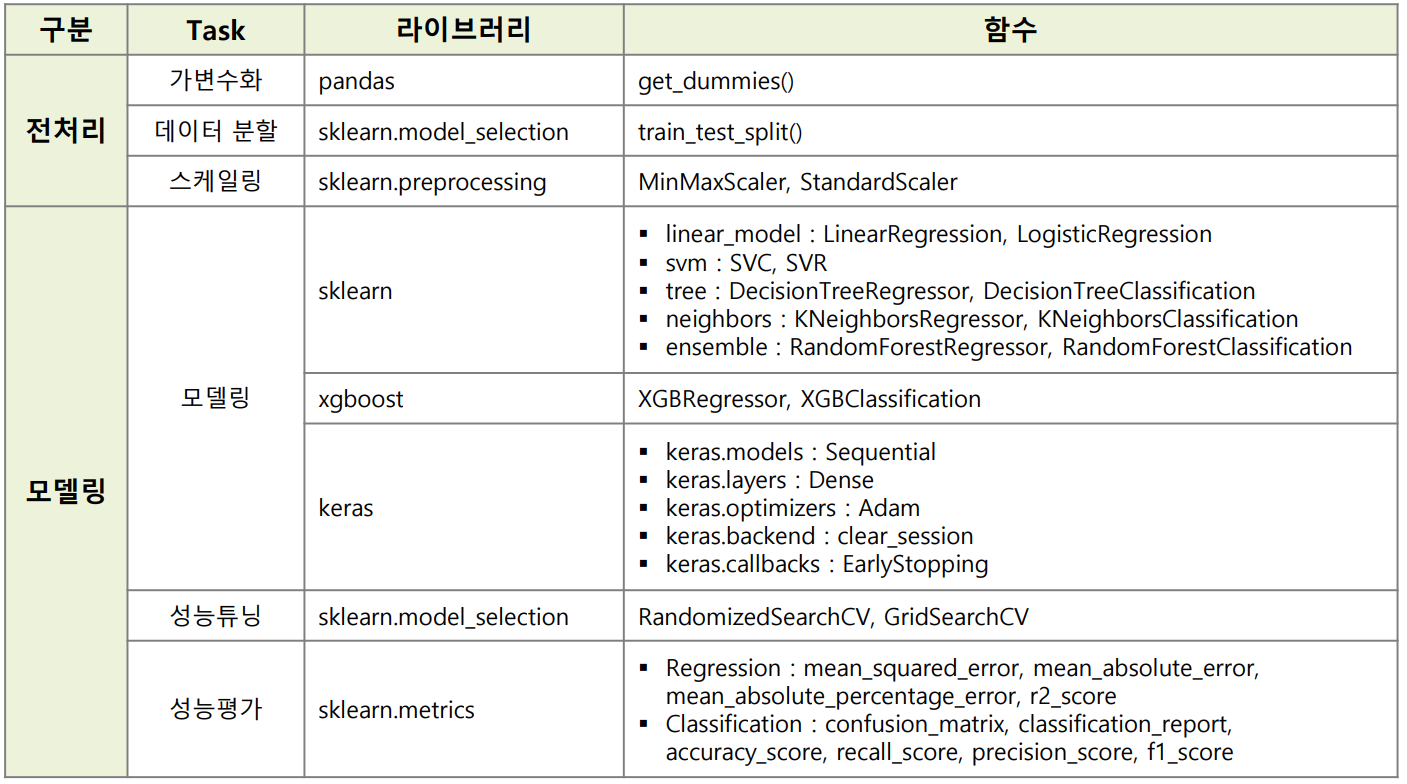 구분 Task 라이브러리 함수
전처리
가변수화 pandas get_dummies()
데이터 분할 sklearn.model_selection train_test_split()
스케일링 sklearn.preprocessing MinMaxScaler, StandardScaler
모델링
모델링
sklearn
▪ linear_model : LinearRegression, LogisticRegression
▪ svm : SVC, SVR
▪ tree : DecisionTreeRegressor, DecisionTreeClassification
▪ neighbors : KNeighborsRegressor, KNeighborsClassification
▪ ensemble : RandomForestRegressor, RandomForestClassification
xgboost XGBRegressor, XGBClassification
keras
▪ keras.models : Sequential
▪ keras.layers : Dense
▪ keras.optimizers : Adam
▪ keras.backend : clear_session
▪ keras.callbacks : EarlyStopping
성능튜닝 sklearn.model_selection RandomizedSearchCV, GridSearchCV
성능평가 sklearn.metrics
▪ Regression : mean_squared_error, mean_absolute_error,
mean_absolute_percentage_error, r2_score
▪ Classification : confusion_matrix, classification_report,
accuracy_score, recall_score, precision_score, f1_score